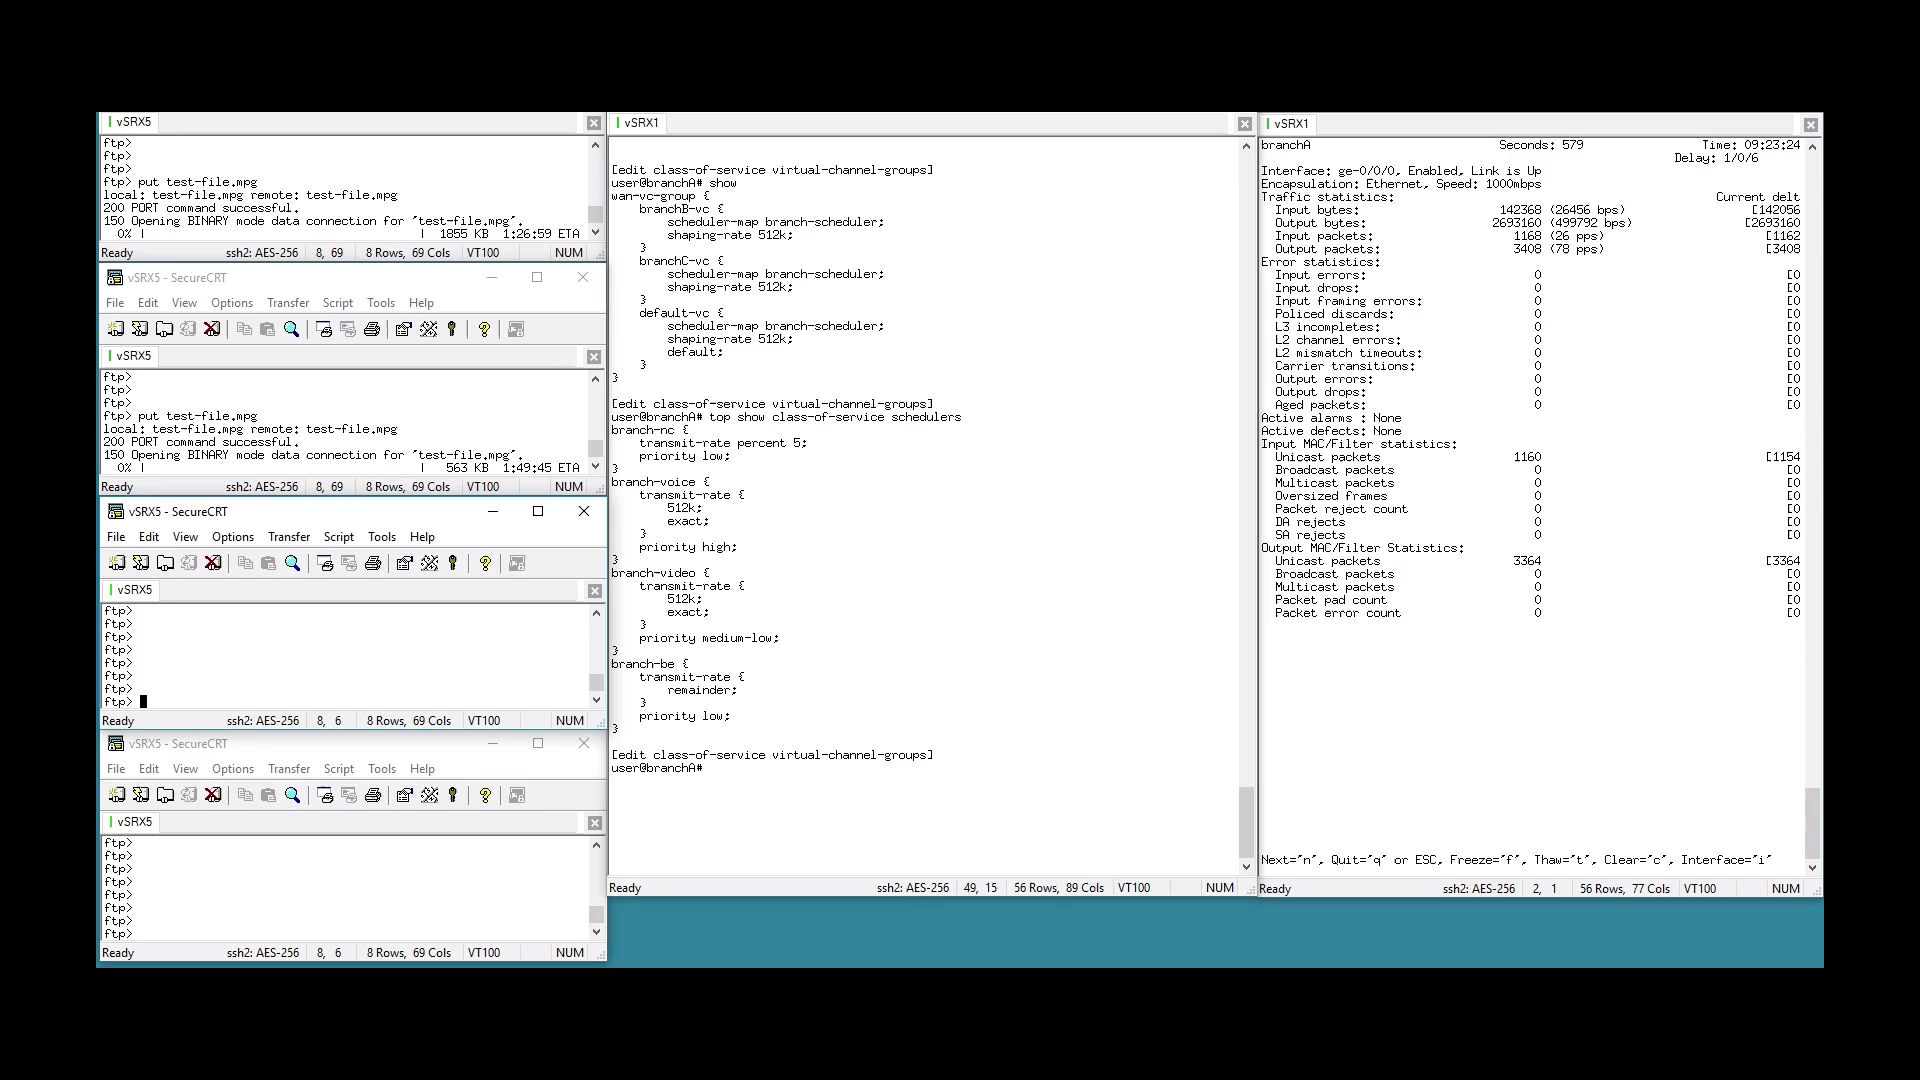 vSRX5
ftp>
ftp>
ftp>
ftp> put test-file.mpg
local: test-file.mpg remote: test-file.mpg
200 PORT command successful.
150 Opening BINARY mode data connection for "test-file.mpg".
0% | | 1855 KB 1:26:59 ETA
Ready ssh2: AES-256 8, 69 8 Rows, 69 Cols VT100 NUM
vSRX5 - SecureCRT
File Edit View Options Transfer Script Tools Help
vSRX5
ftp>
ftp>
ftp>
ftp> put test-file.mpg
local: test-file.mpg remote: test-file.mpg
200 PORT command successful.
150 Opening BINARY mode data connection for "test-file.mpg".
0% | | 563 KB 1:49:45 ETA
Ready ssh2: AES-256 8, 69 8 Rows, 69 Cols VT100 NUM
vSRX5 - SecureCRT
File Edit View Options Transfer Script Tools Help
vSRX5
ftp>
ftp>
ftp>
ftp>
ftp>
ftp>
ftp>
ftp>
Ready ssh2: AES-256 8, 6 8 Rows, 69 Cols VT100 NUM
vSRX5 - SecureCRT
File Edit View Options Transfer Script Tools Help
vSRX5
ftp>
ftp>
ftp>
ftp>
ftp>
ftp>
ftp>
ftp>
Ready ssh2: AES-256 8, 6 8 Rows, 69 Cols VT100 NUM
vSRX1
[edit class-of-service virtual-channel-groups]
user@branchA# show
wan-vc-group {
branchB-vc {
scheduler-map branch-scheduler;
shaping-rate 512k;
}
branchC-vc {
scheduler-map branch-scheduler;
shaping-rate 512k;
}
default-vc {
scheduler-map branch-scheduler;
shaping-rate 512k;
default;
}
}
[edit class-of-service virtual-channel-groups]
user@branchA# top show class-of-service schedulers
branch-nc {
transmit-rate percent 5;
priority low;
}
branch-voice {
transmit-rate {
512k;
exact;
}
priority high;
}
branch-video {
transmit-rate {
512k;
exact;
}
priority medium-low;
}
branch-be {
transmit-rate {
remainder;
}
priority low;
}
[edit class-of-service virtual-channel-groups]
user@branchA#
Ready ssh2: AES-256 49, 15 56 Rows, 89 Cols VT100 NUM
vSRX1
branchA Seconds: 579 Time: 09:23:24
Delay: 1/0/6
Interface: ge-0/0/0, Enabled, Link is Up
Encapsulation: Ethernet, Speed: 1000mbps
Traffic statistics: Current delt
Input bytes: 142368 (26456 bps) [142056
Output bytes: 2693160 (499792 bps) [2693160
Input packets: 1168 (26 pps) [1162
Output packets: 3408 (78 pps) [3408
Error statistics:
Input errors: 0 [0
Input drops: 0 [0
Input framing errors: 0 [0
Policed discards: 0 [0
L3 incompletes: 0 [0
L2 channel errors: 0 [0
L2 mismatch timeouts: 0 [0
Carrier transitions: 0 [0
Output errors: 0 [0
Output drops: 0 [0
Aged packets: 0 [0
Active alarms : None
Active defects: None
Input MAC/Filter statistics:
Unicast packets 1160 [1154
Broadcast packets 0 [0
Multicast packets 0 [0
Oversized frames 0 [0
Packet reject count 0 [0
DA rejects 0 [0
SA rejects 0 [0
Output MAC/Filter Statistics:
Unicast packets 3364 [3364
Broadcast packets 0 [0
Multicast packets 0 [0
Packet pad count 0 [0
Packet error count 0 [0
Next="n", Quit="q" or ESC, Freeze="f", Thaw="t", Clear="c", Interface="i"
Ready ssh2: AES-256 2, 1 56 Rows, 77 Cols VT100 NUM